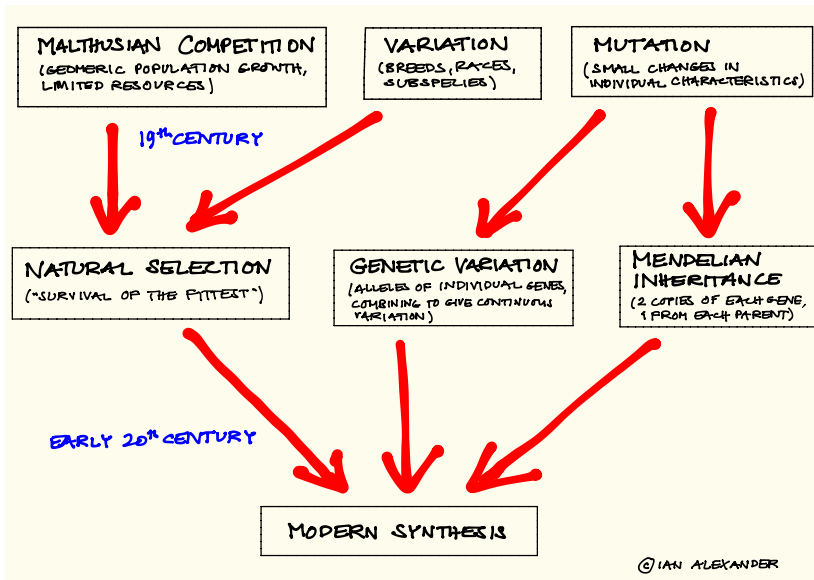 MALTHUSIAN COMPETITION
(GEOMERIC POPULATION GROWTH,
LIMITED RESOURCES)
VARIATION
(BREEDS, RACES,
SUBSPELIES)
MUTATION
(SMALL CHANGES IN
INDIVIDUAL CHARACTERISTICS)
19th CENTURY
NATURAL SELECTION
("SURVIVAL OF THE FITTEST")
GENETIC VARIATION
(ALLELES OF INDIVIDUAL GENES,
COMBINING TO GIVE CONTINUOUS
VARIATION)
MENDELIAN
INHERITANCE
(2 COPIES OF EACH GENE,
1 FROM EACH PARENT)
EARLY 20th CENTURY
MODERN SYNTHESIS
© IAN ALEXANDER